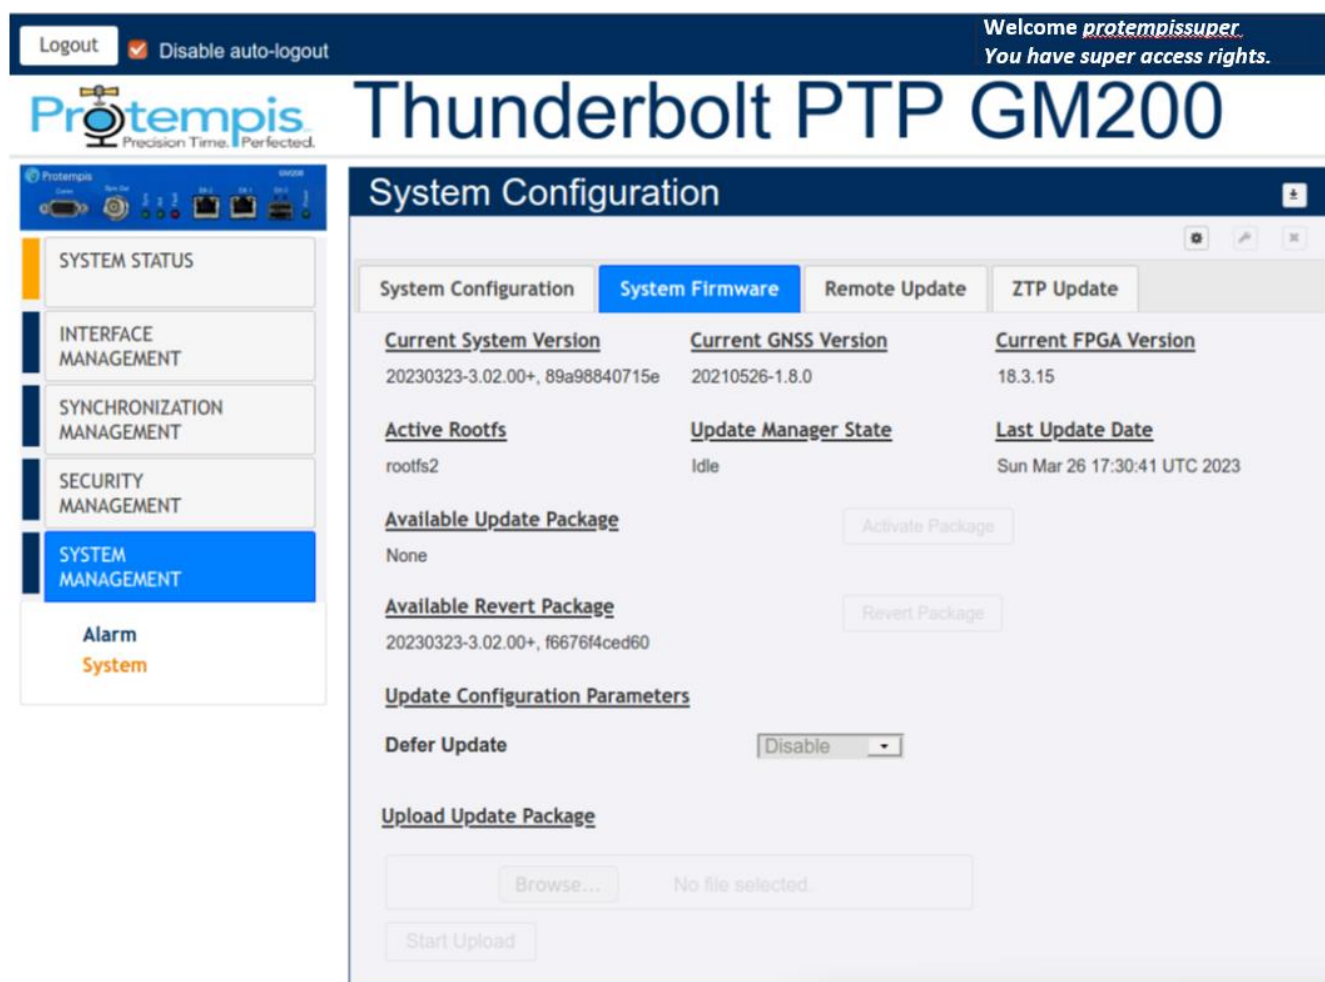 Logout
Disable auto-logout
Welcome protempissuper
You have super access rights.
Protempis
Precision Time. Perfected.
Thunderbolt PTP GM200
Protempis
GM200
System Configuration
SYSTEM STATUS
INTERFACE
MANAGEMENT
SYNCHRONIZATION
MANAGEMENT
SECURITY
MANAGEMENT
SYSTEM
MANAGEMENT
Alarm
System
System Configuration
System Firmware
Remote Update
ZTP Update
Current System Version
Current GNSS Version
Current FPGA Version
20230323-3.02.00+, 89a98840715e
20210526-1.8.0
18.3.15
Active Rootfs
Update Manager State
Last Update Date
rootfs2
Idle
Sun Mar 26 17:30:41 UTC 2023
Available Update Package
Activate Package
None
Available Revert Package
Revert Package
20230323-3.02.00+, f6676f4ced60
Update Configuration Parameters
Defer Update
Disable
Upload Update Package
Browse...
No file selected.
Start Upload